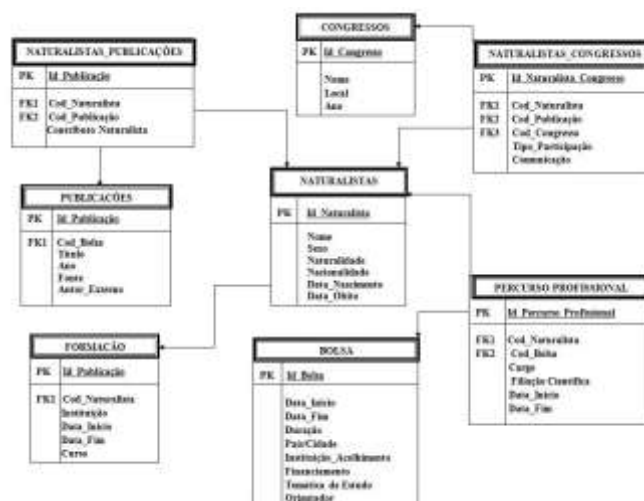 CONGRESSOS
PK Id_Congresso
Nome
Local
Ano
NATURALISTAS_PUBLICAÇÕES
PK Id_Publicação
FK1 Cod_Naturalista
FK2 Cod_Publicação
Contributo Naturalista
NATURALISTAS_CONGRESSOS
PK Id_Naturalista_Congresso
FK1 Cod_Naturalista
FK2 Cod_Publicação
FK3 Cod_Congresso
Tipo_Participação
Comunicação
NATURALISTAS
PK Id_Naturalista
Nome
Sexo
Naturalidade
Nacionalidade
Data_Nascimento
Data_Óbito
PUBLICAÇÕES
PK Id_Publicação
FK1 Cod_Bolsa
Título
Ano
Fonte
Autor_Externo
PERCURSO PROFISSIONAL
PK Id_Percurso_Profissional
FK1 Cod_Naturalista
FK2 Cod_Bolsa
Cargo
Filiação Científica
Data_Início
Data_Fim
FORMACÃO
PK Id_Publicação
FK1 Cod_Naturalista
Instituição
Data_Início
Data_Fim
Curso
BOLSA
PK Id_Bolsa
Data_Início
Data_Fim
Duração
País/Cidade
Instituição_Acolhimento
Financiamento
Temática de Estudo
Orientador